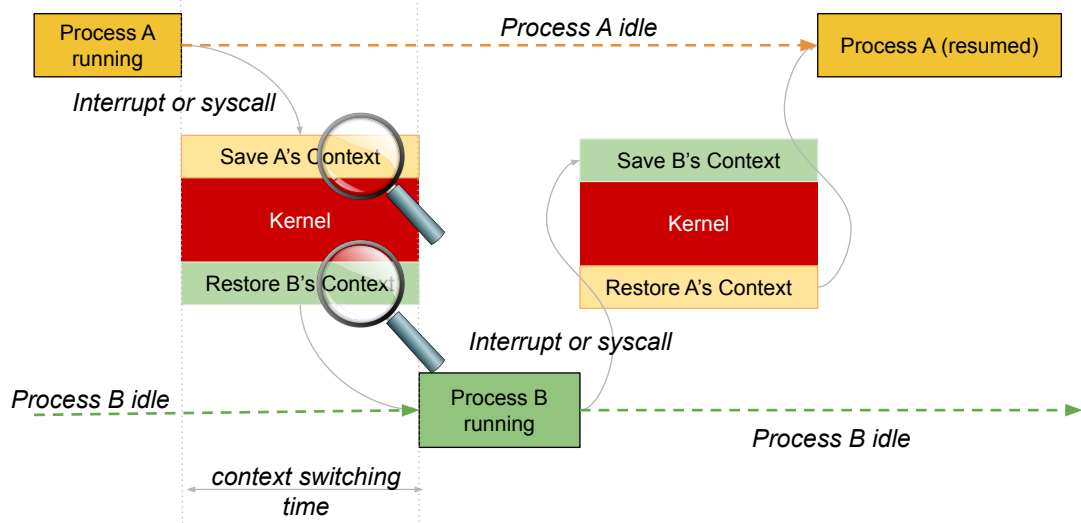 Process A
running
Process A idle
Process A (resumed)
Interrupt or syscall
Save A's Context
Kernel
Restore B's Context
Save B's Context
Kernel
Restore A's Context
Interrupt or syscall
Process B idle
Process B
running
Process B idle
context switching
time